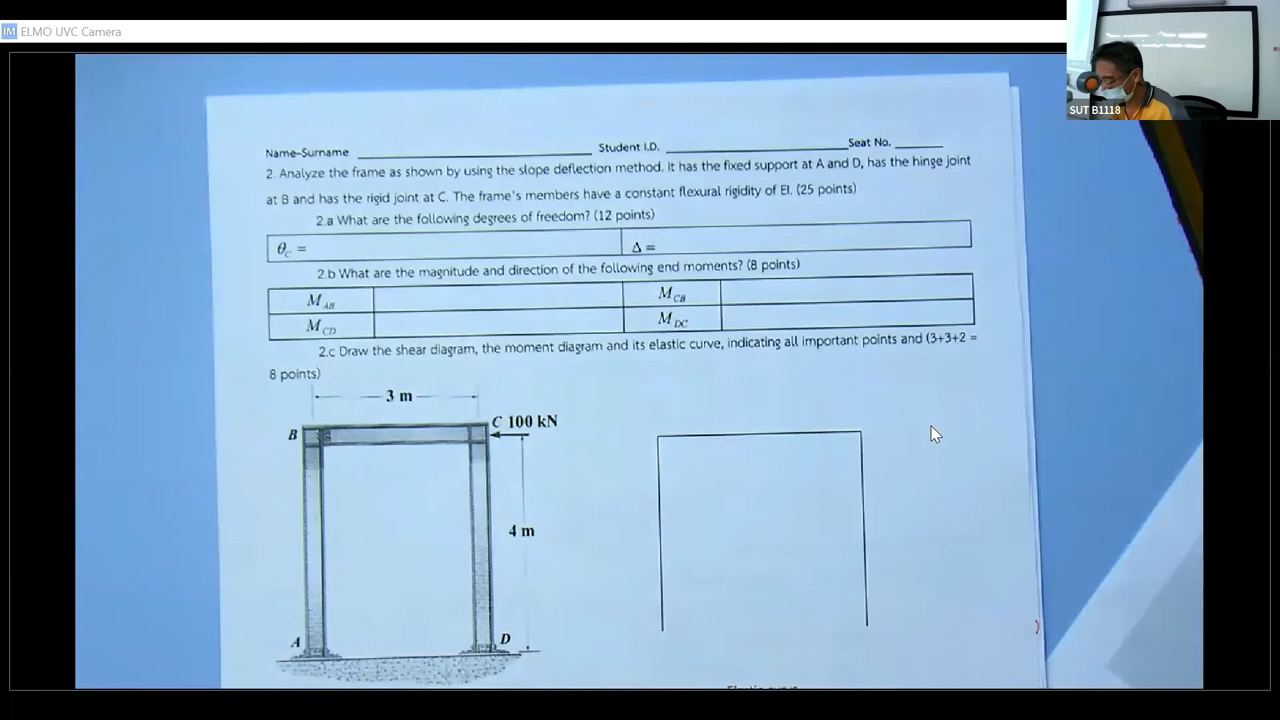 IM ELMO UVC Camera
SUT B1118
Name-Surname Student I.D. Seat No.
2. Analyze the frame as shown by using the slope deflection method. It has the fixed support at A and D, has the hinge joint
at B and has the rigid joint at C. The frame's members have a constant flexural rigidity of EI. (25 points)
2.a What are the following degrees of freedom? (12 points)
θC = Δ =
2.b What are the magnitude and direction of the following end moments? (8 points)
MAB MCB
MCD MDC
2.c Draw the shear diagram, the moment diagram and its elastic curve, indicating all important points and (3+3+2 =
8 points)
3 m
B C 100 kN
4 m
A D
Elastic curve